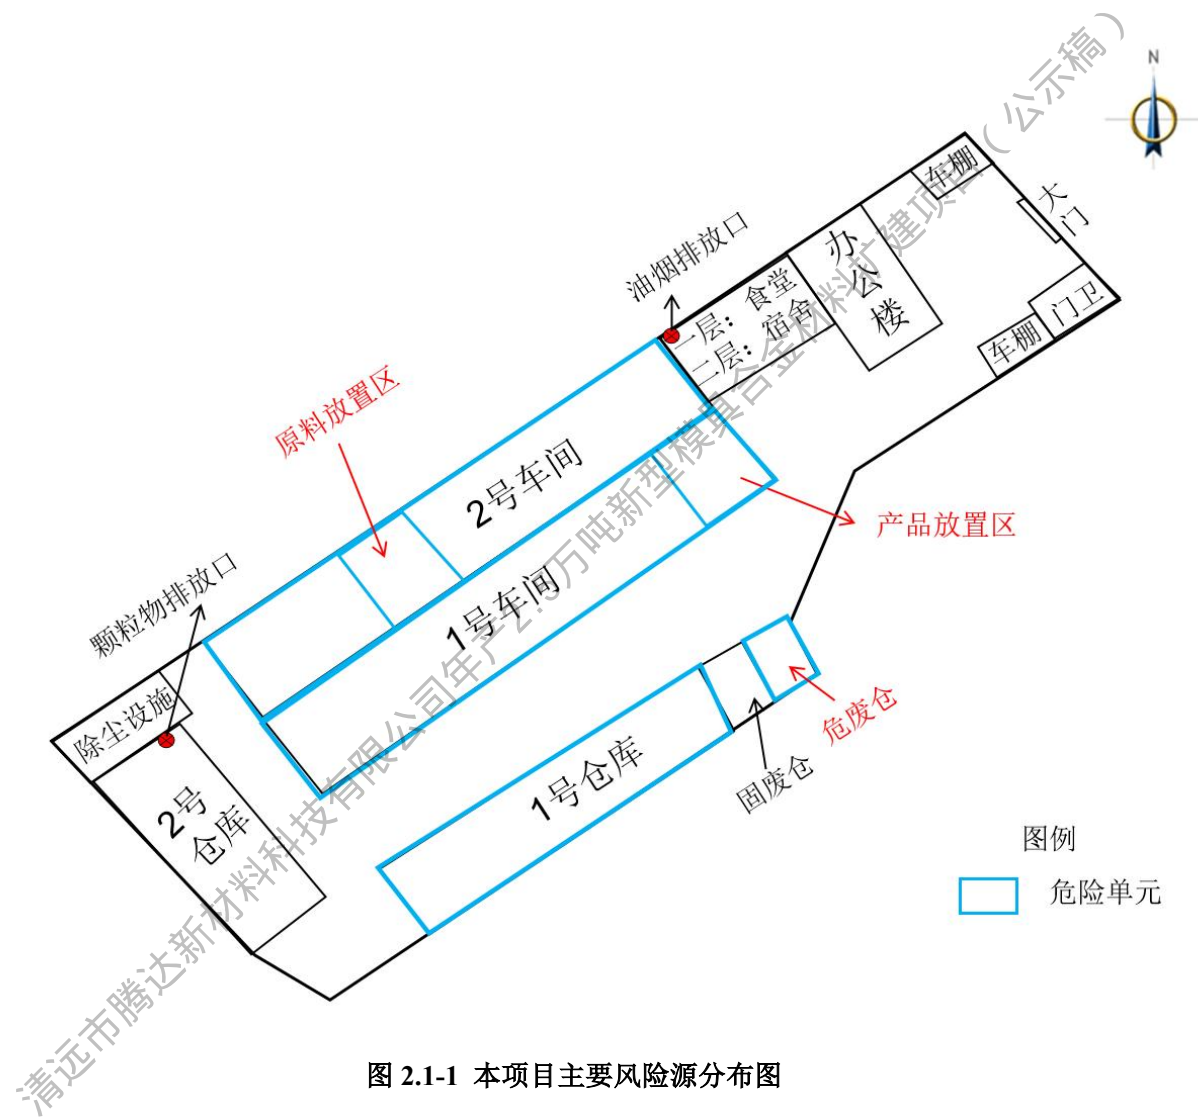 N
车棚
大门
油烟排放口
办公楼
一层：食堂
二层：宿舍
门卫
车棚
原料放置区
2号车间
产品放置区
1号车间
颗粒物排放口
除尘设施
危废仓
固废仓
1号仓库
2号
仓库
图例
危险单元
清远市腾达新材料科技有限公司年产2.3万吨新型模具合金材料扩建项目（公示稿）
图 2.1-1 本项目主要风险源分布图